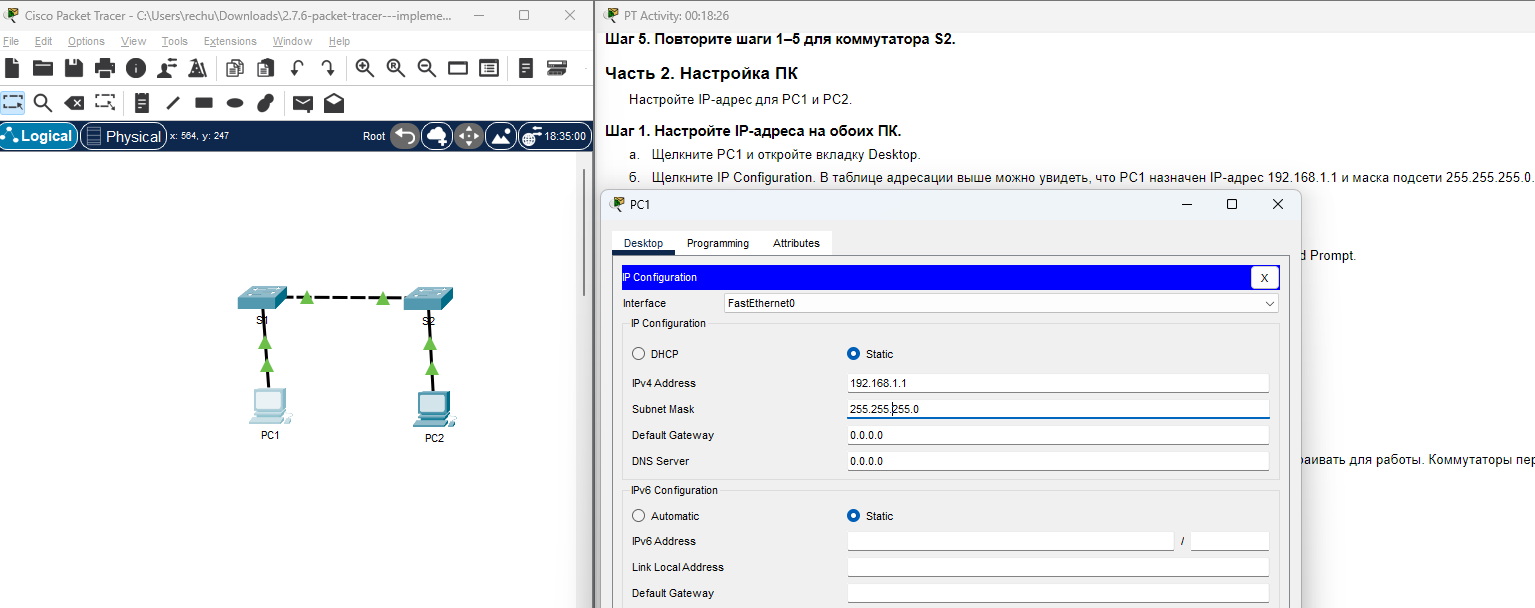 Cisco Packet Tracer - C:\Users\rechu\Downloads\2.7.6-packet-tracer---impleme...
File Edit Options View Tools Extensions Window Help
Logical Physical x: 564, y: 247 Root 18:35:00
S1 S2
PC1 PC2
PT Activity: 00:18:26
Шаг 5. Повторите шаги 1–5 для коммутатора S2.
Часть 2. Настройка ПК
Настройте IP-адрес для PC1 и PC2.
Шаг 1. Настройте IP-адреса на обоих ПК.
а. Щелкните PC1 и откройте вкладку Desktop.
б. Щелкните IP Configuration. В таблице адресации выше можно увидеть, что PC1 назначен IP-адрес 192.168.1.1 и маска подсети 255.255.255.0.
PC1
Desktop Programming Attributes
d Prompt.
IP Configuration X
Interface FastEthernet0
IP Configuration
DHCP Static
IPv4 Address 192.168.1.1
Subnet Mask 255.255.255.0
Default Gateway 0.0.0.0
DNS Server 0.0.0.0
аивать для работы. Коммутаторы пер
IPv6 Configuration
Automatic Static
IPv6 Address /
Link Local Address
Default Gateway